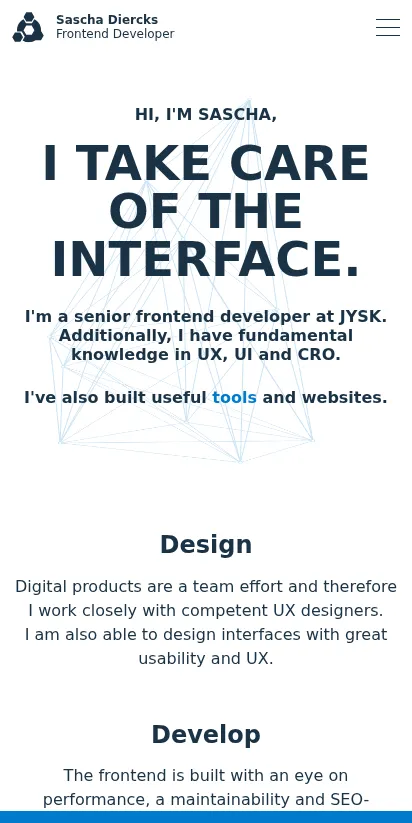 Sascha Diercks
Frontend Developer
HI, I'M SASCHA,
I TAKE CARE
OF THE
INTERFACE.
I'm a senior frontend developer at JYSK.
Additionally, I have fundamental
knowledge in UX, UI and CRO.
I've also built useful tools and websites.
Design
Digital products are a team effort and therefore
I work closely with competent UX designers.
I am also able to design interfaces with great
usability and UX.
Develop
The frontend is built with an eye on
performance, a maintainability and SEO-